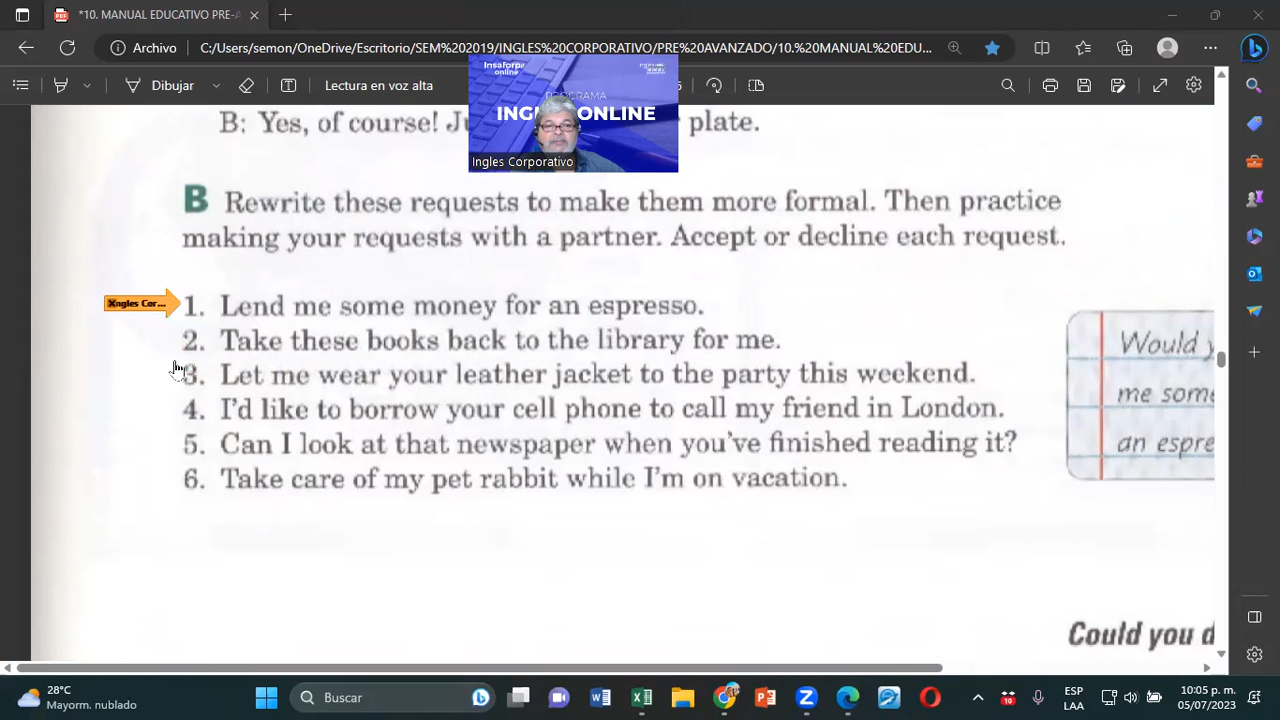 *10. MANUAL EDUCATIVO PRE-A
Archivo
C:/Users/semon/OneDrive/Escritorio/SEM%202019/INGLES%20CORPORATIVO/PRE%20AVANZADO/10.%20MANUAL%20EDU...
Dibujar
Lectura en voz alta
Insaforp
online
PROGRAMA
INGL ONLINE
Ingles Corporativo
B: Yes, of course! Ju plate.
B Rewrite these requests to make them more formal. Then practice
making your requests with a partner. Accept or decline each request.
ngles Cor...
1. Lend me some money for an espresso.
2. Take these books back to the library for me.
3. Let me wear your leather jacket to the party this weekend.
4. I'd like to borrow your cell phone to call my friend in London.
5. Can I look at that newspaper when you've finished reading it?
6. Take care of my pet rabbit while I'm on vacation.
Would y
me some
an espre
Could you d
28°C
Mayorm. nublado
Buscar
10
ESP
LAA
10:05 p. m.
05/07/2023